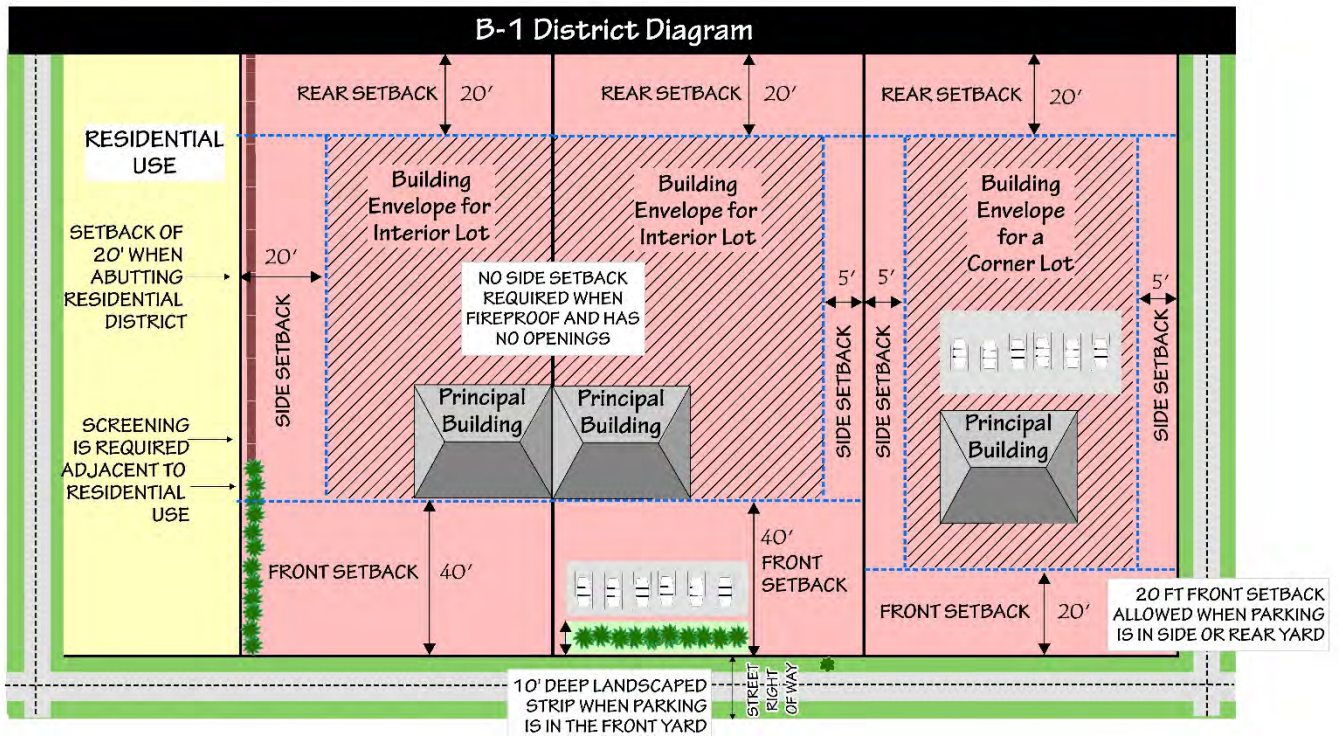 B-1 District Diagram
REAR SETBACK 20'
REAR SETBACK 20'
REAR SETBACK 20'
RESIDENTIAL
USE
Building
Envelope for
Interior Lot
Building
Envelope for
Interior Lot
Building
Envelope
for a
Corner Lot
SETBACK OF
20' WHEN
ABUTTING
RESIDENTIAL
DISTRICT
20'
SIDE SETBACK
NO SIDE SETBACK
REQUIRED WHEN
FIREPROOF AND HAS
NO OPENINGS
5'
SIDE SETBACK
5'
SIDE SETBACK
5'
SIDE SETBACK
SCREENING
IS REQUIRED
ADJACENT TO
RESIDENTIAL
USE
Principal
Building
Principal
Building
Principal
Building
FRONT SETBACK 40'
40'
FRONT
SETBACK
FRONT SETBACK 20'
20 FT FRONT SETBACK
ALLOWED WHEN PARKING
IS IN SIDE OR REAR YARD
10' DEEP LANDSCAPED
STRIP WHEN PARKING
IS IN THE FRONT YARD
STREET
RIGHT
OF WAY